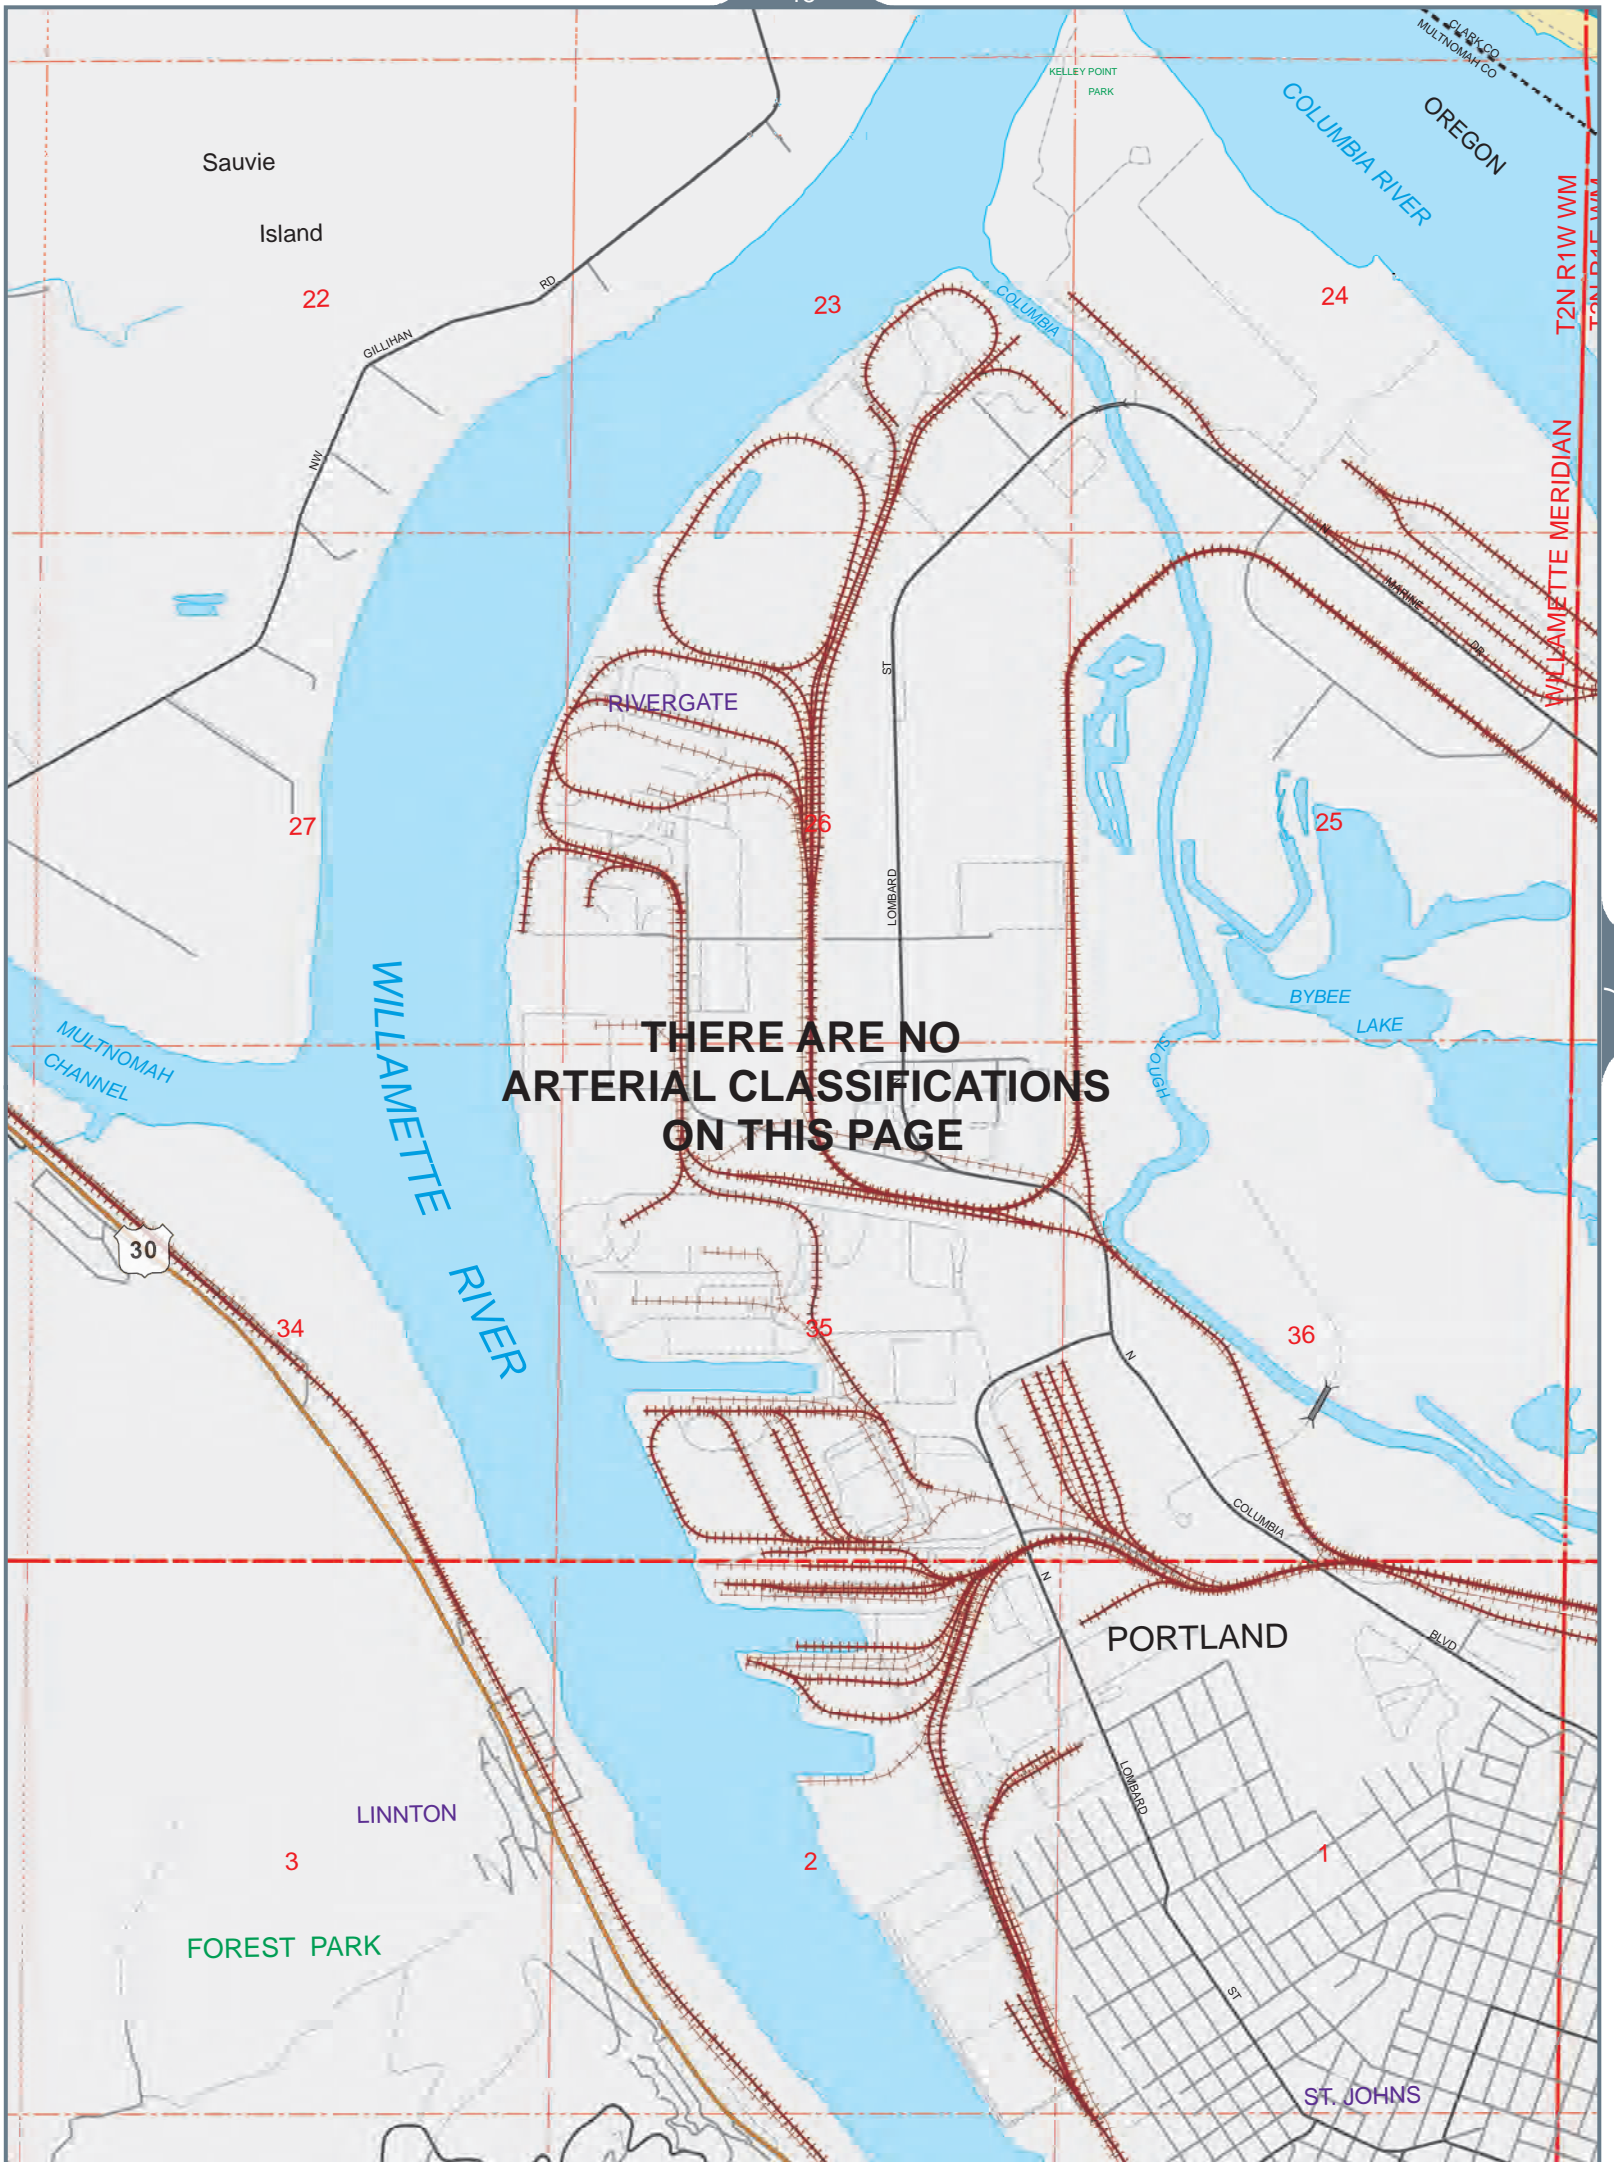 CLARK CO
MULTNOMAH CO
KELLEY POINT
PARK
COLUMBIA RIVER
OREGON
Sauvie
Island
T2N R1W WM
T2N R1E WM
22
23
24
COLUMBIA
RD
GILLIHAN
NW
WILLAMETTE MERIDIAN
N
MARINE
DR
ST
RIVERGATE
27
26
25
LOMBARD
WILLAMETTE
RIVER
BYBEE
LAKE
MULTNOMAH
CHANNEL
SLOUGH
THERE ARE NO
ARTERIAL CLASSIFICATIONS
ON THIS PAGE
30
34
35
36
N
COLUMBIA
N
PORTLAND
BLVD
LOMBARD
LINNTON
3
2
1
FOREST PARK
ST
ST. JOHNS